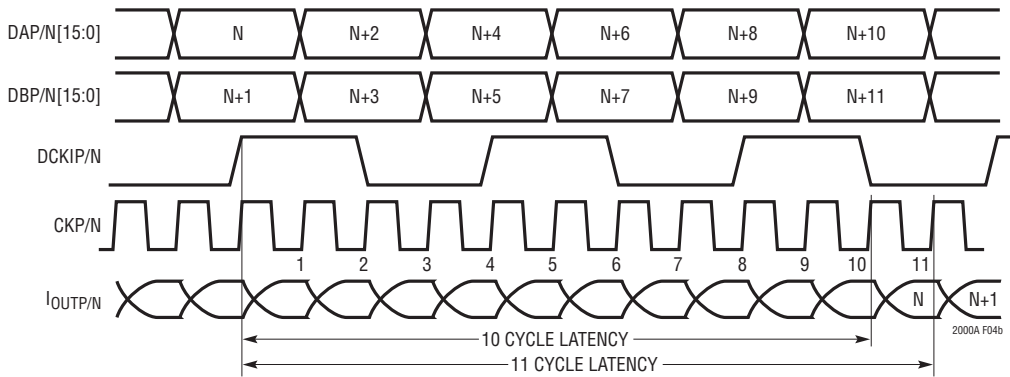 DAP/N[15:0] N N+2 N+4 N+6 N+8 N+10
DBP/N[15:0] N+1 N+3 N+5 N+7 N+9 N+11
DCKIP/N
CKP/N
1 2 3 4 5 6 7 8 9 10 11
IOUTP/N N N+1
2000A F04b
10 CYCLE LATENCY
11 CYCLE LATENCY